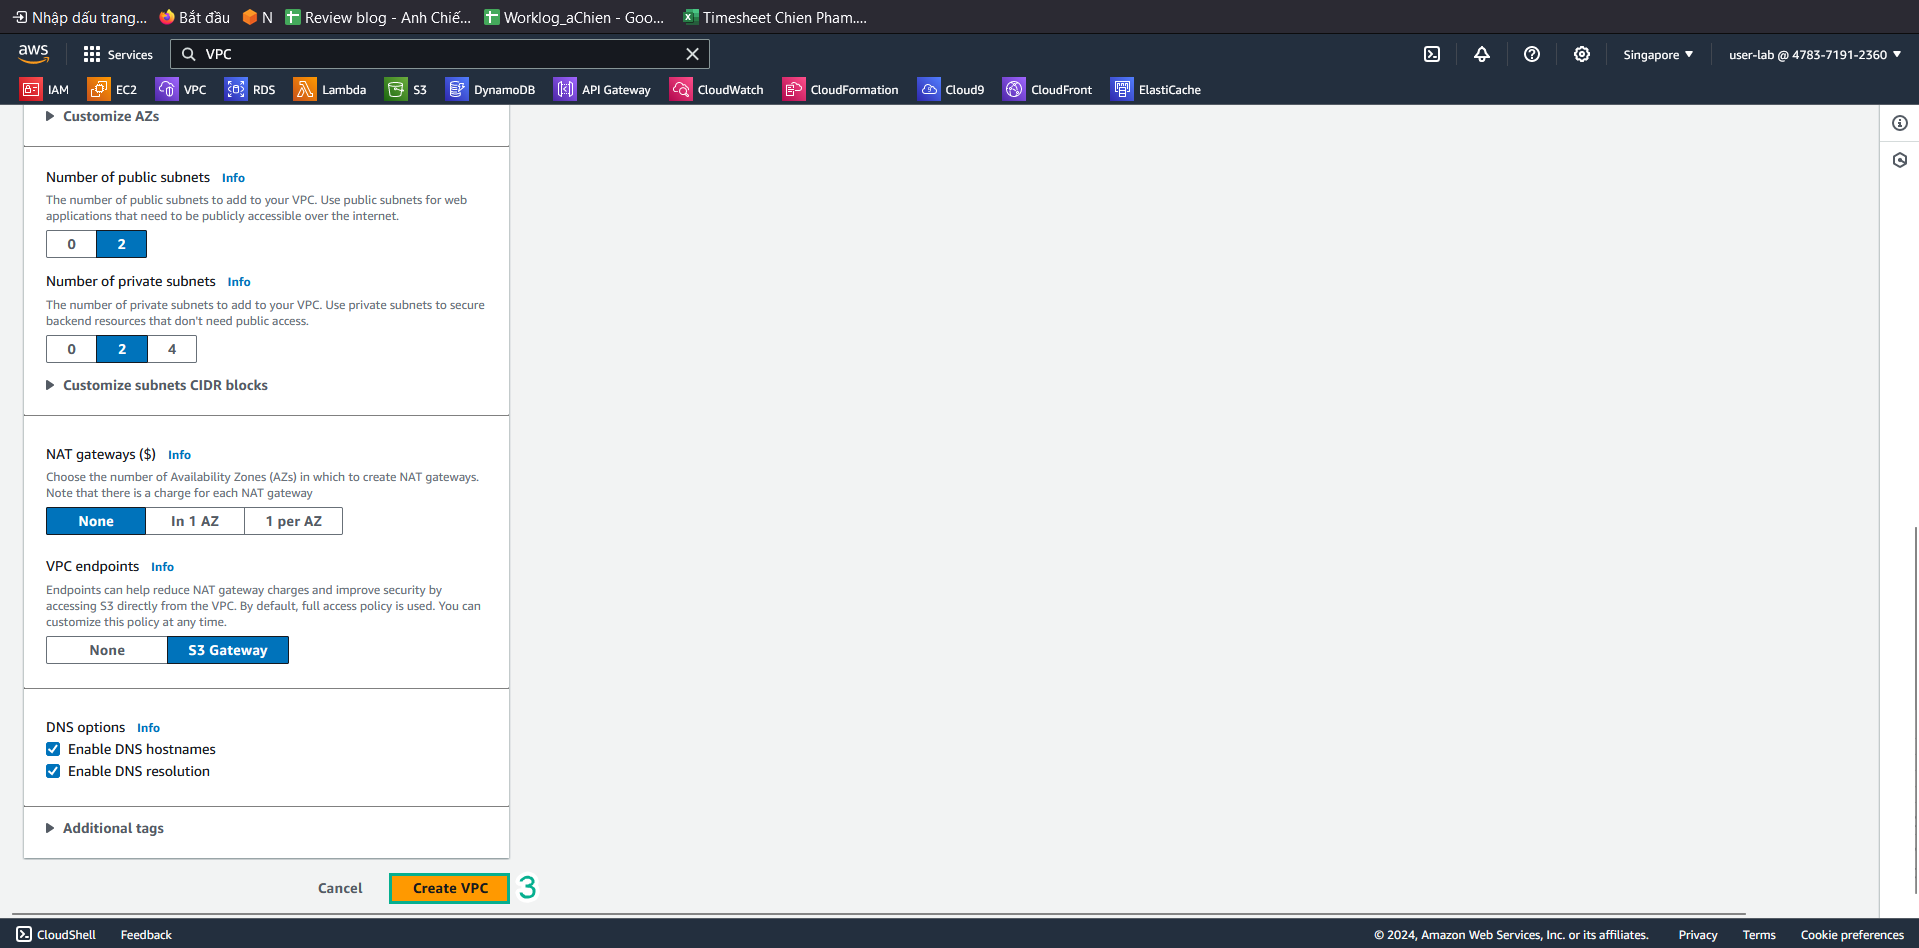 Nhập dấu trang... Bắt đầu N Review blog - Anh Chiế... Worklog_aChien - Goo... Timesheet Chien Pham....
aws Services VPC Singapore user-lab @ 4783-7191-2360
IAM EC2 VPC RDS Lambda S3 DynamoDB API Gateway CloudWatch CloudFormation Cloud9 CloudFront ElastiCache
Customize AZs
Number of public subnets Info
The number of public subnets to add to your VPC. Use public subnets for web
applications that need to be publicly accessible over the internet.
0 2
Number of private subnets Info
The number of private subnets to add to your VPC. Use private subnets to secure
backend resources that don't need public access.
0 2 4
Customize subnets CIDR blocks
NAT gateways ($) Info
Choose the number of Availability Zones (AZs) in which to create NAT gateways.
Note that there is a charge for each NAT gateway
None In 1 AZ 1 per AZ
VPC endpoints Info
Endpoints can help reduce NAT gateway charges and improve security by
accessing S3 directly from the VPC. By default, full access policy is used. You can
customize this policy at any time.
None S3 Gateway
DNS options Info
Enable DNS hostnames
Enable DNS resolution
Additional tags
Cancel Create VPC 3
CloudShell Feedback © 2024, Amazon Web Services, Inc. or its affiliates. Privacy Terms Cookie preferences